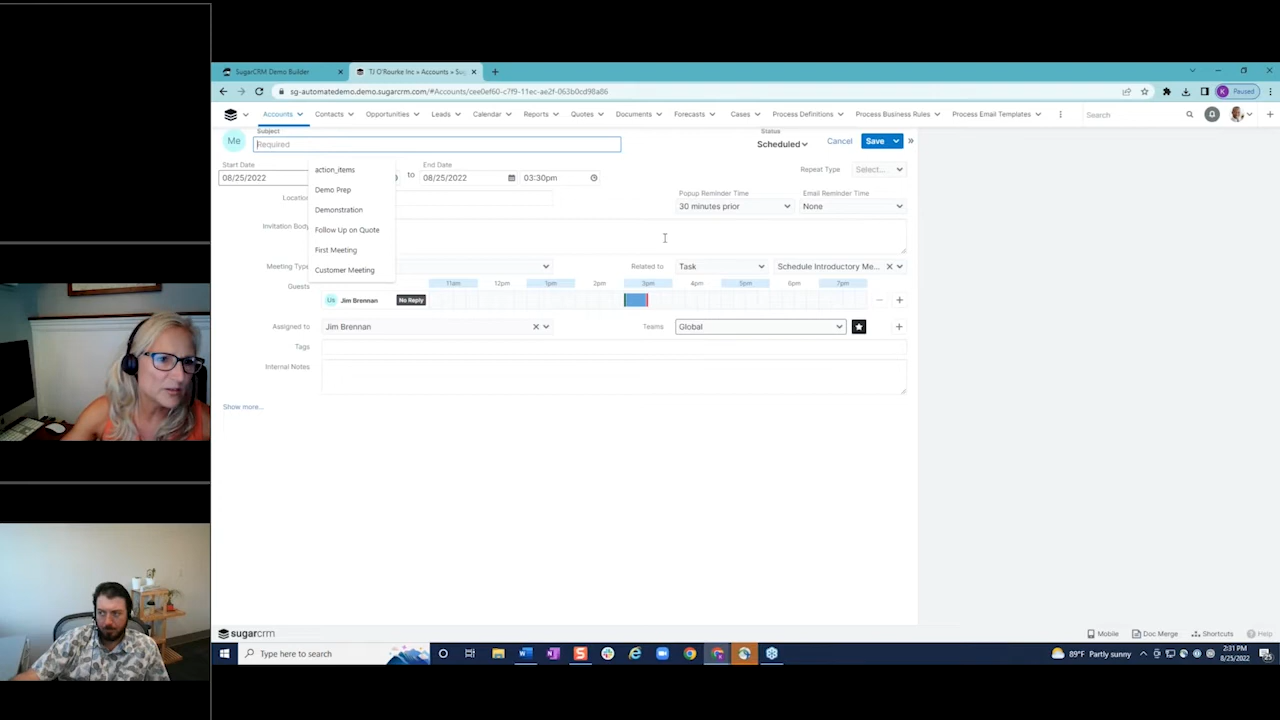 SugarCRM Demo Builder
TJ O'Rourke Inc » Accounts » Sug
sg-automatedemo.demo.sugarcrm.com/#Accounts/cee0ef60-c7f9-11ec-ae2f-063b0cd98a86
K Paused
Accounts Contacts Opportunities Leads Calendar Reports Quotes Documents Forecasts Cases Process Definitions Process Business Rules Process Email Templates Search
Me
Subject
Required
Status
Scheduled
Cancel
Save
Start Date
08/25/2022
to
End Date
08/25/2022
03:30pm
Repeat Type
Select...
action_items
Demo Prep
Demonstration
Follow Up on Quote
First Meeting
Customer Meeting
Location
Popup Reminder Time
30 minutes prior
Email Reminder Time
None
Invitation Body
Meeting Type
Related to
Task
Schedule Introductory Me...
Guests
11am 12pm 1pm 2pm 3pm 4pm 5pm 6pm 7pm
Us Jim Brennan No Reply
Assigned to
Jim Brennan
Teams
Global
Tags
Internal Notes
Show more...
sugarcrm
Mobile Doc Merge Shortcuts Help
Type here to search
89°F Partly sunny
2:31 PM
8/25/2022